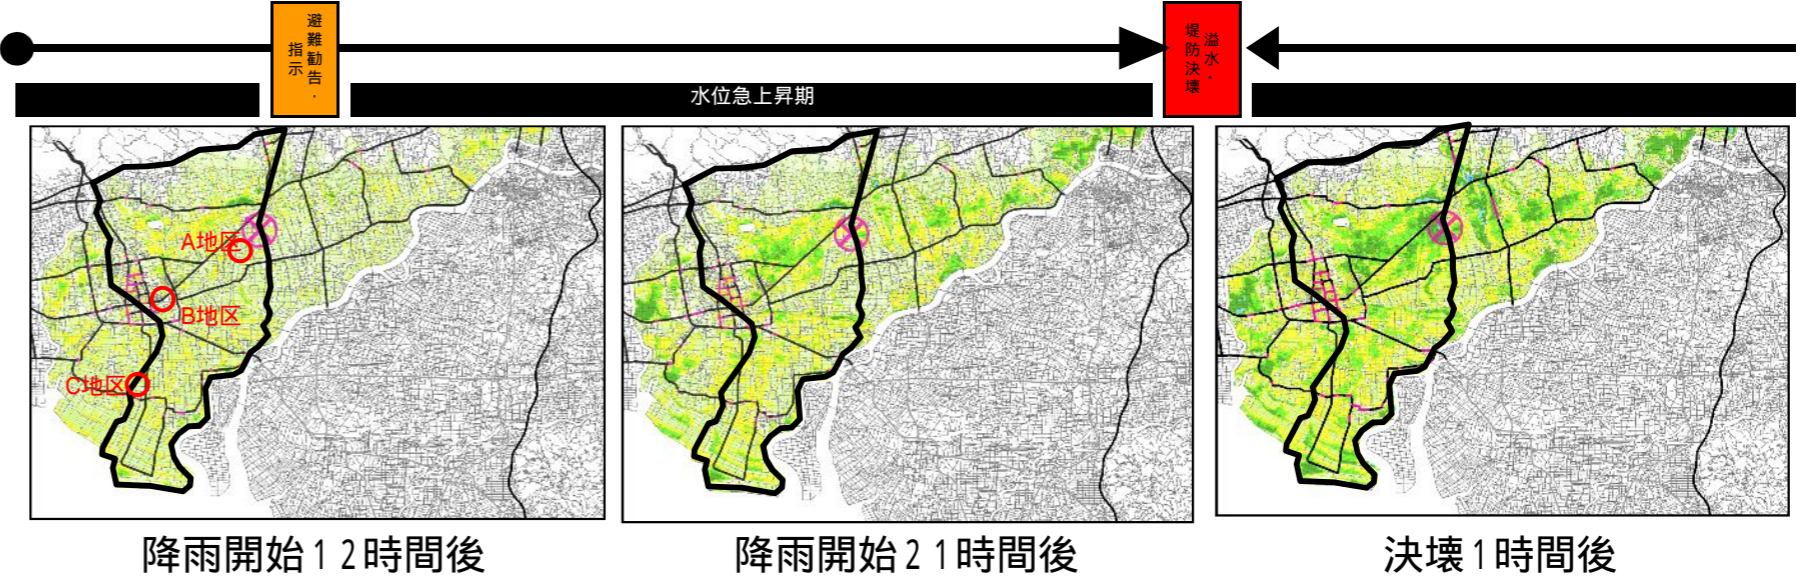 避難勧告・
指示
溢水・
堤防決壊
水位急上昇期
A地区
B地区
C地区
降雨開始12時間後
降雨開始21時間後
決壊1時間後